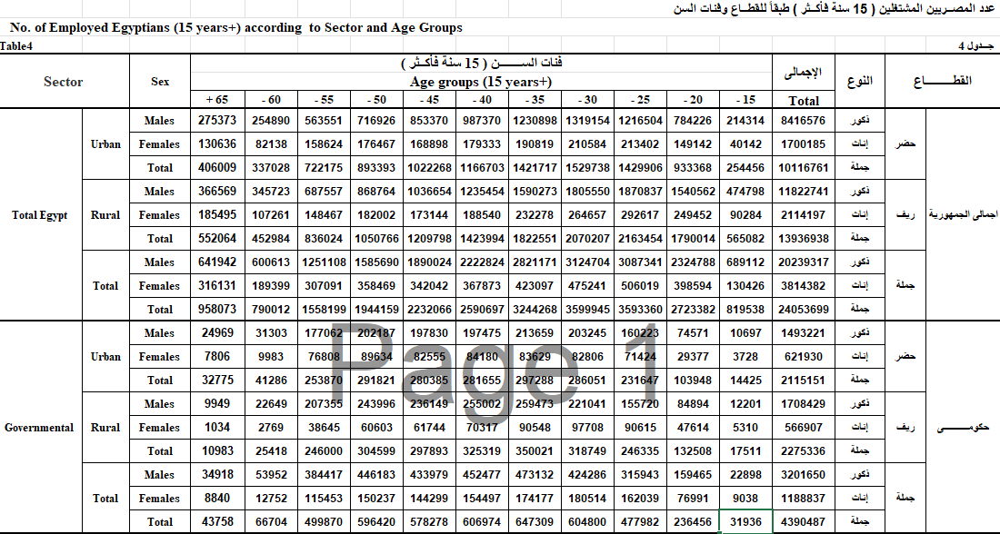 عدد المصريين المشتغلين ( 15 سنة فأكثر ) طبقاً للقطاع وفئات السن
No. of Employed Egyptians (15 years+) according to Sector and Age Groups
Table4 جدول 4
Sector Sex فئات السن ( 15 سنة فأكثر ) الإجمالى النوع القطاع
Age groups (15 years+)
+ 65 - 60 - 55 - 50 - 45 - 40 - 35 - 30 - 25 - 20 - 15 Total
Total Egypt Urban Males 275373 254890 563551 716926 853370 987370 1230898 1319154 1216504 784226 214314 8416576 ذكور حضر اجمالى الجمهورية
Females 130636 82138 158624 176467 168898 179333 190819 210584 213402 149142 40142 1700185 إناث
Total 406009 337028 722175 893393 1022268 1166703 1421717 1529738 1429906 933368 254456 10116761 جملة
Rural Males 366569 345723 687557 868764 1036654 1235454 1590273 1805550 1870837 1540562 474798 11822741 ذكور ريف
Females 185495 107261 148467 182002 173144 188540 232278 264657 292617 249452 90284 2114197 إناث
Total 552064 452984 836024 1050766 1209798 1423994 1822551 2070207 2163454 1790014 565082 13936938 جملة
Total Males 641942 600613 1251108 1585690 1890024 2222824 2821171 3124704 3087341 2324788 689112 20239317 ذكور جملة
Females 316131 189399 307091 358469 342042 367873 423097 475241 506019 398594 130426 3814382 إناث
Total 958073 790012 1558199 1944159 2232066 2590697 3244268 3599945 3593360 2723382 819538 24053699 جملة
Governmental Urban Males 24969 31303 177062 202187 197830 197475 213659 203245 160223 74571 10697 1493221 ذكور حضر حكومى
Females 7806 9983 76808 89634 82555 84180 83629 82806 71424 29377 3728 621930 إناث
Total 32775 41286 253870 291821 280385 281655 297288 286051 231647 103948 14425 2115151 جملة
Rural Males 9949 22649 207355 243996 236149 255002 259473 221041 155720 84894 12201 1708429 ذكور ريف
Females 1034 2769 38645 60603 61744 70317 90548 97708 90615 47614 5310 566907 إناث
Total 10983 25418 246000 304599 297893 325319 350021 318749 246335 132508 17511 2275336 جملة
Total Males 34918 53952 384417 446183 433979 452477 473132 424286 315943 159465 22898 3201650 ذكور جملة
Females 8840 12752 115453 150237 144299 154497 174177 180514 162039 76991 9038 1188837 إناث
Total 43758 66704 499870 596420 578278 606974 647309 604800 477982 236456 31936 4390487 جملة
Page 1